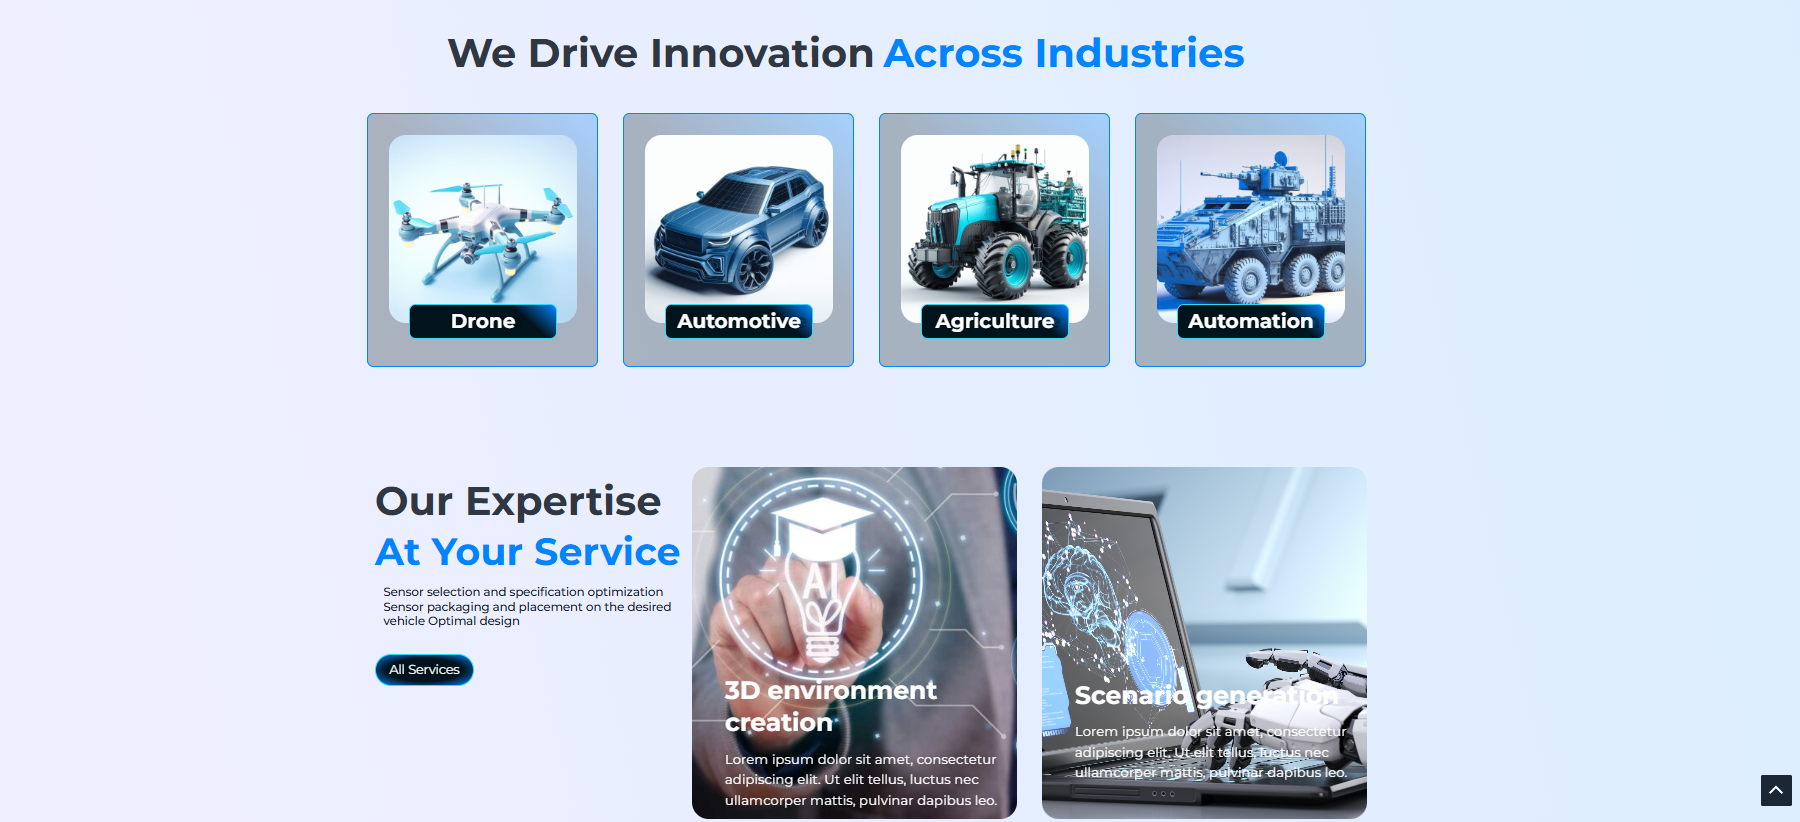 We Drive Innovation Across Industries
Drone
Automotive
Agriculture
Automation
Our Expertise
At Your Service
Sensor selection and specification optimization
Sensor packaging and placement on the desired
vehicle Optimal design
All Services
AI
3D environment
creation
Lorem ipsum dolor sit amet, consectetur
adipiscing elit. Ut elit tellus, luctus nec
ullamcorper mattis, pulvinar dapibus leo.
Scenario generation
Lorem ipsum dolor sit amet, consectetur
adipiscing elit. Ut elit tellus, luctus nec
ullamcorper mattis, pulvinar dapibus leo.